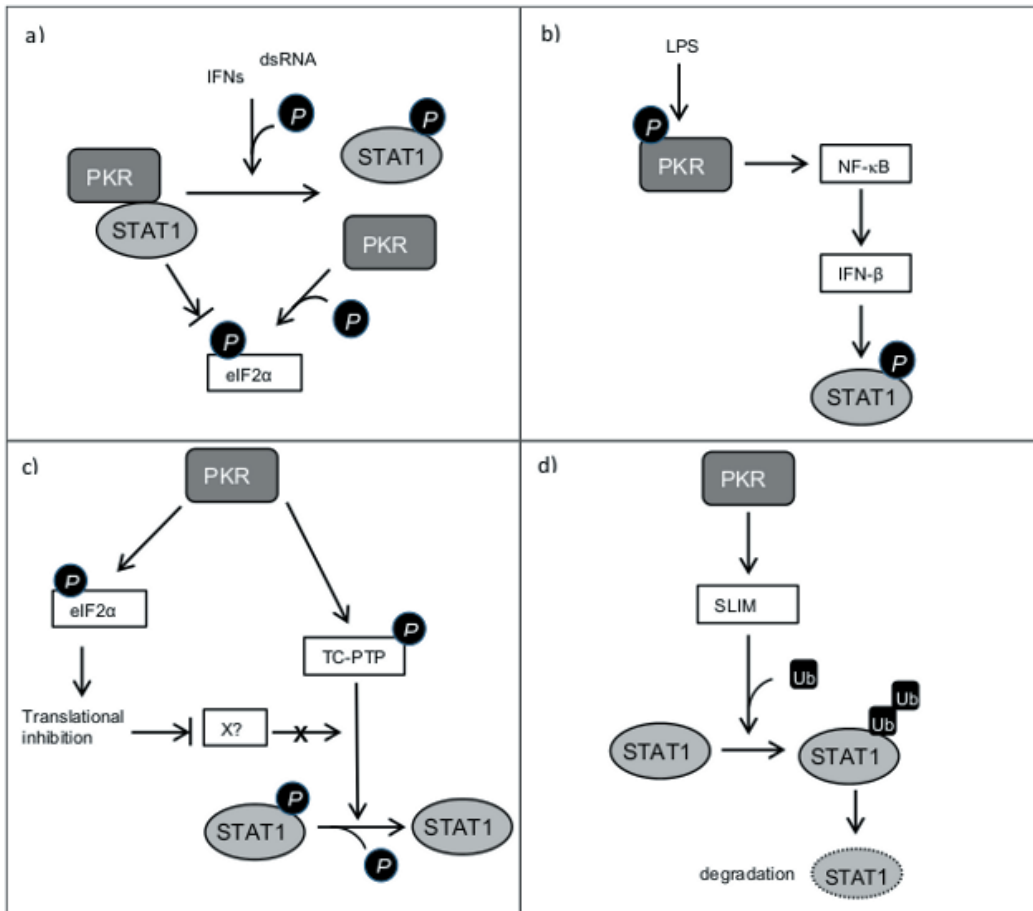 a)
dsRNA
IFNs
P
P
STAT1
PKR
STAT1
PKR
P
P
eIF2α
b)
LPS
P
PKR
NF-κB
IFN-β
P
STAT1
c)
PKR
P
eIF2α
P
TC-PTP
Translational
inhibition
X?
X
P
STAT1
STAT1
P
d)
PKR
SLIM
Ub
Ub
Ub
STAT1
STAT1
degradation
STAT1